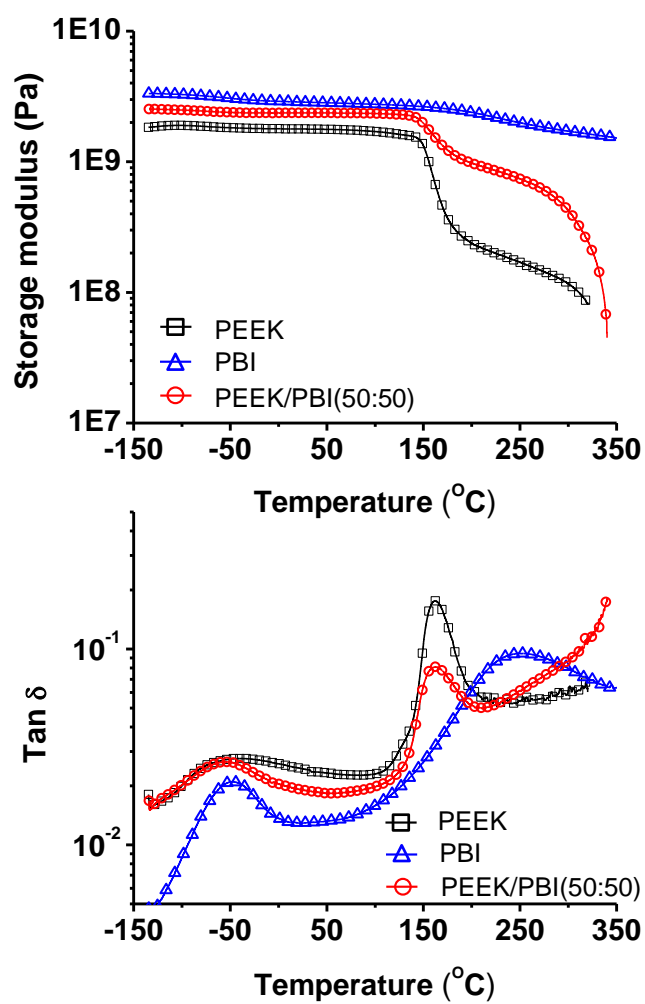 1E10
1E9
1E8
1E7
Storage modulus (Pa)
PEEK
PBI
PEEK/PBI(50:50)
-150 -50 50 150 250 350
Temperature (°C)
10⁻¹
10⁻²
Tan δ
PEEK
PBI
PEEK/PBI(50:50)
-150 -50 50 150 250 350
Temperature (°C)